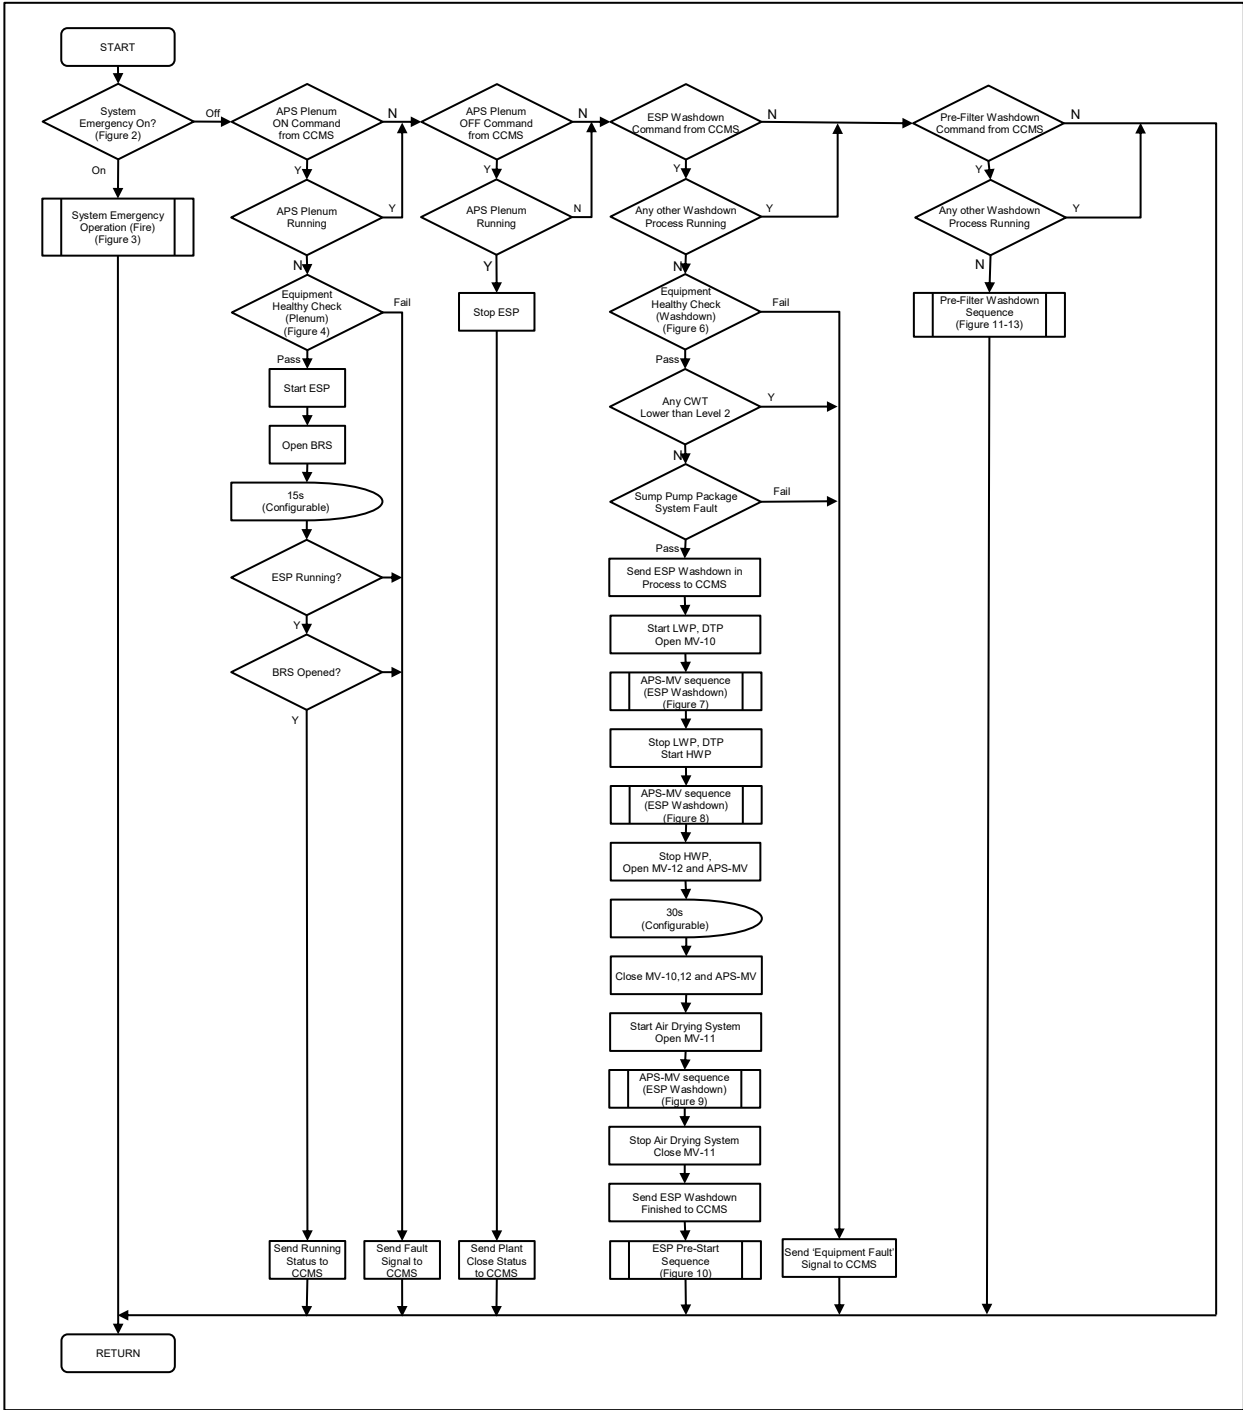 START
System
Emergency On?
(Figure 2)
Off
On
System Emergency
Operation (Fire)
(Figure 3)
APS Plenum
ON Command
from CCMS
N
Y
APS Plenum
Running
Y
N
Equipment
Healthy Check
(Plenum)
(Figure 4)
Fail
Pass
Start ESP
Open BRS
15s
(Configurable)
ESP Running?
Y
BRS Opened?
Y
Send Running
Status to
CCMS
Send Fault
Signal to
CCMS
APS Plenum
OFF Command
from CCMS
N
Y
APS Plenum
Running
N
Y
Stop ESP
Send Plant
Close Status
to CCMS
ESP Washdown
Command from CCMS
N
Y
Any other Washdown
Process Running
Y
N
Equipment
Healthy Check
(Washdown)
(Figure 6)
Fail
Pass
Any CWT
Lower than Level 2
Y
N
Sump Pump Package
System Fault
Fail
Pass
Send ESP Washdown in
Process to CCMS
Start LWP, DTP
Open MV-10
APS-MV sequence
(ESP Washdown)
(Figure 7)
Stop LWP, DTP
Start HWP
APS-MV sequence
(ESP Washdown)
(Figure 8)
Stop HWP,
Open MV-12 and APS-MV
30s
(Configurable)
Close MV-10,12 and APS-MV
Start Air Drying System
Open MV-11
APS-MV sequence
(ESP Washdown)
(Figure 9)
Stop Air Drying System
Close MV-11
Send ESP Washdown
Finished to CCMS
ESP Pre-Start
Sequence
(Figure 10)
Send 'Equipment Fault'
Signal to CCMS
Pre-Filter Washdown
Command from CCMS
N
Y
Any other Washdown
Process Running
Y
N
Pre-Filter Washdown
Sequence
(Figure 11-13)
RETURN